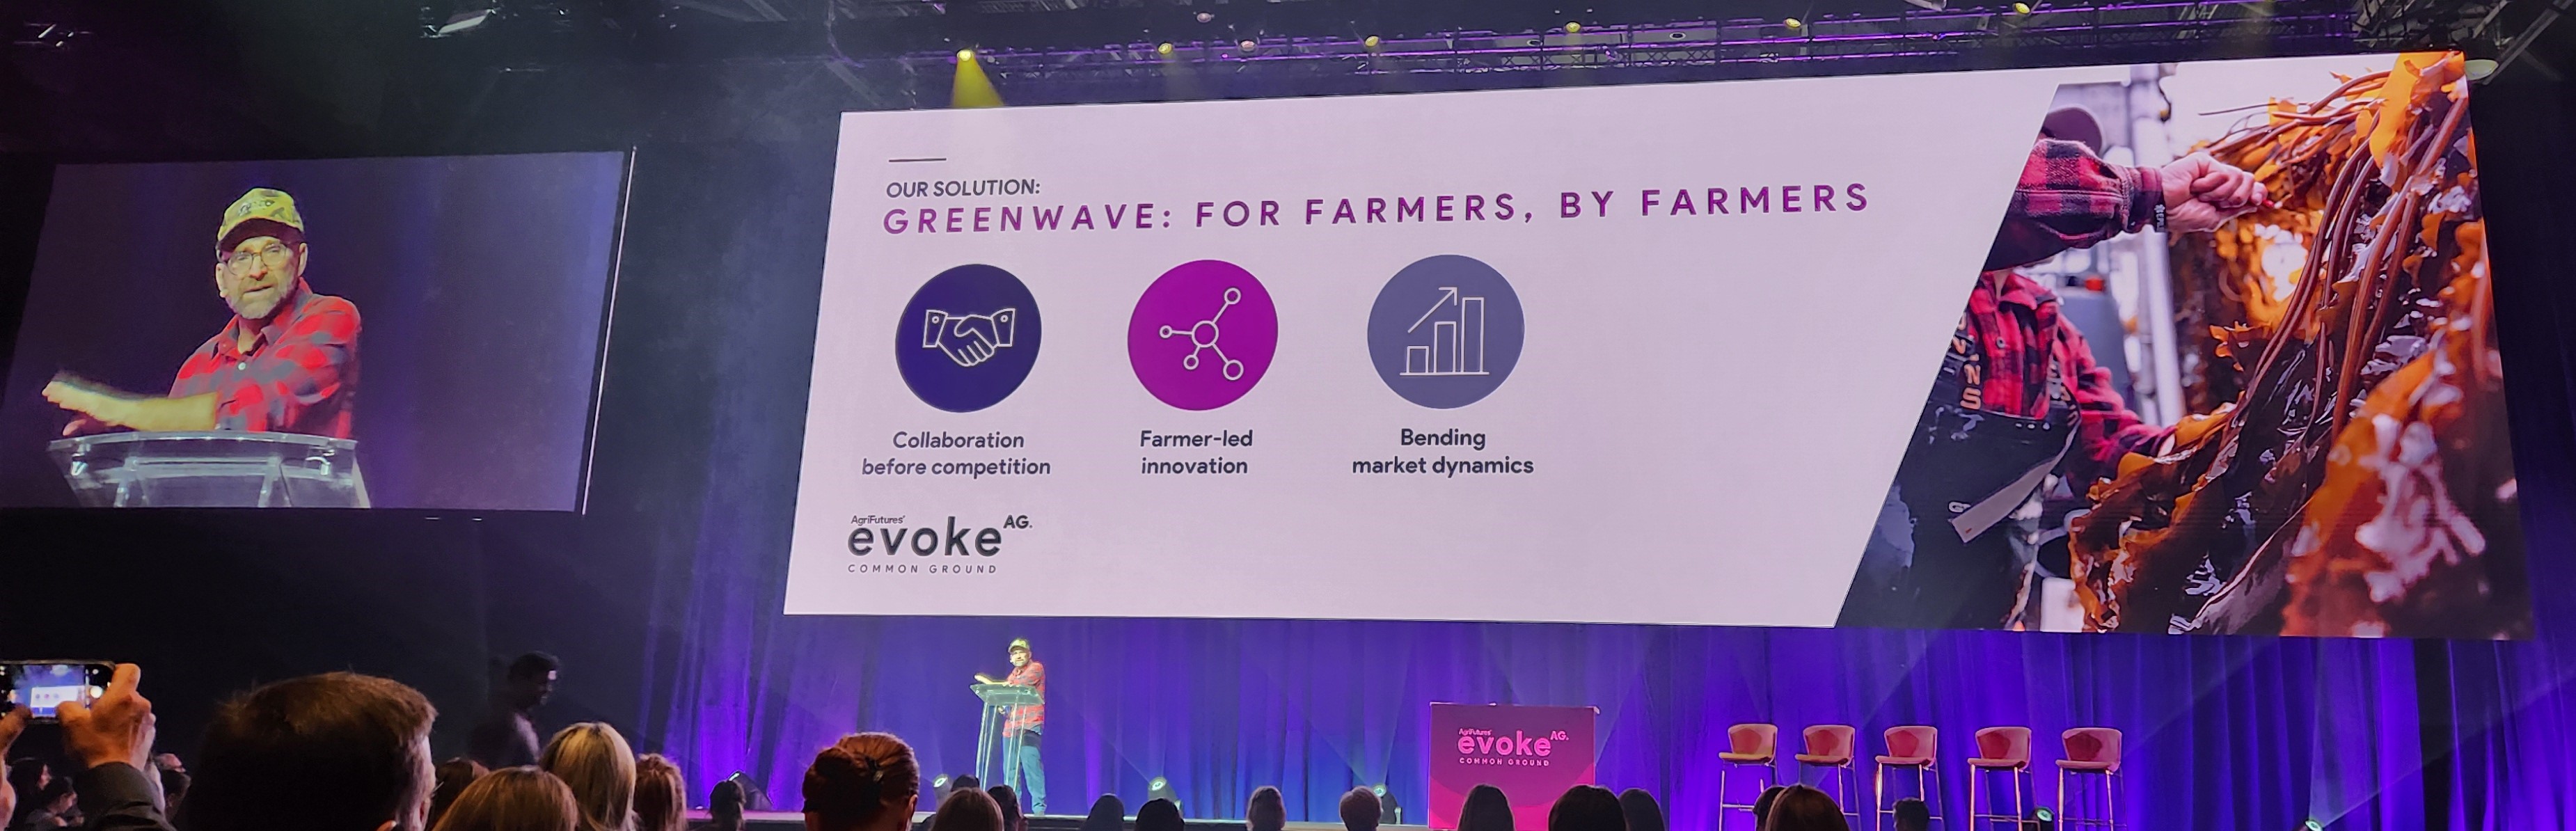 OUR SOLUTION:
GREENWAVE: FOR FARMERS, BY FARMERS
Collaboration
before competition
Farmer-led
innovation
Bending
market dynamics
AgriFutures'
evoke AG.
COMMON GROUND
AgriFutures'
evoke AG.
COMMON GROUND